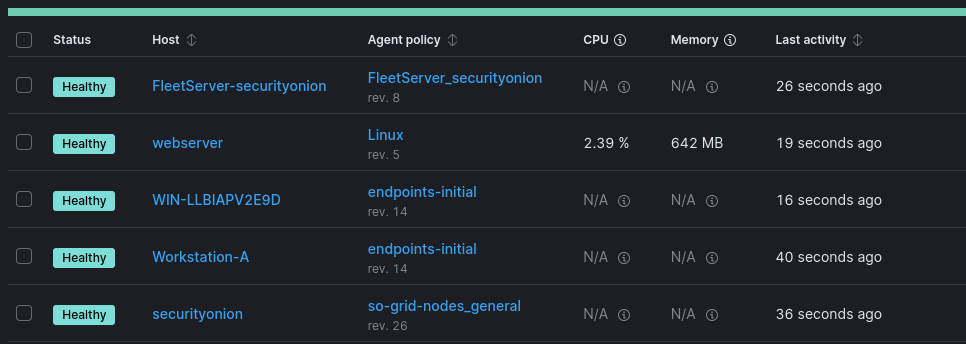 Status Host Agent policy CPU Memory Last activity
Healthy FleetServer-securityonion FleetServer_securityonion N/A N/A 26 seconds ago
rev. 8
Healthy webserver Linux 2.39 % 642 MB 19 seconds ago
rev. 5
Healthy WIN-LLBIAPV2E9D endpoints-initial N/A N/A 16 seconds ago
rev. 14
Healthy Workstation-A endpoints-initial N/A N/A 40 seconds ago
rev. 14
Healthy securityonion so-grid-nodes_general N/A N/A 36 seconds ago
rev. 26